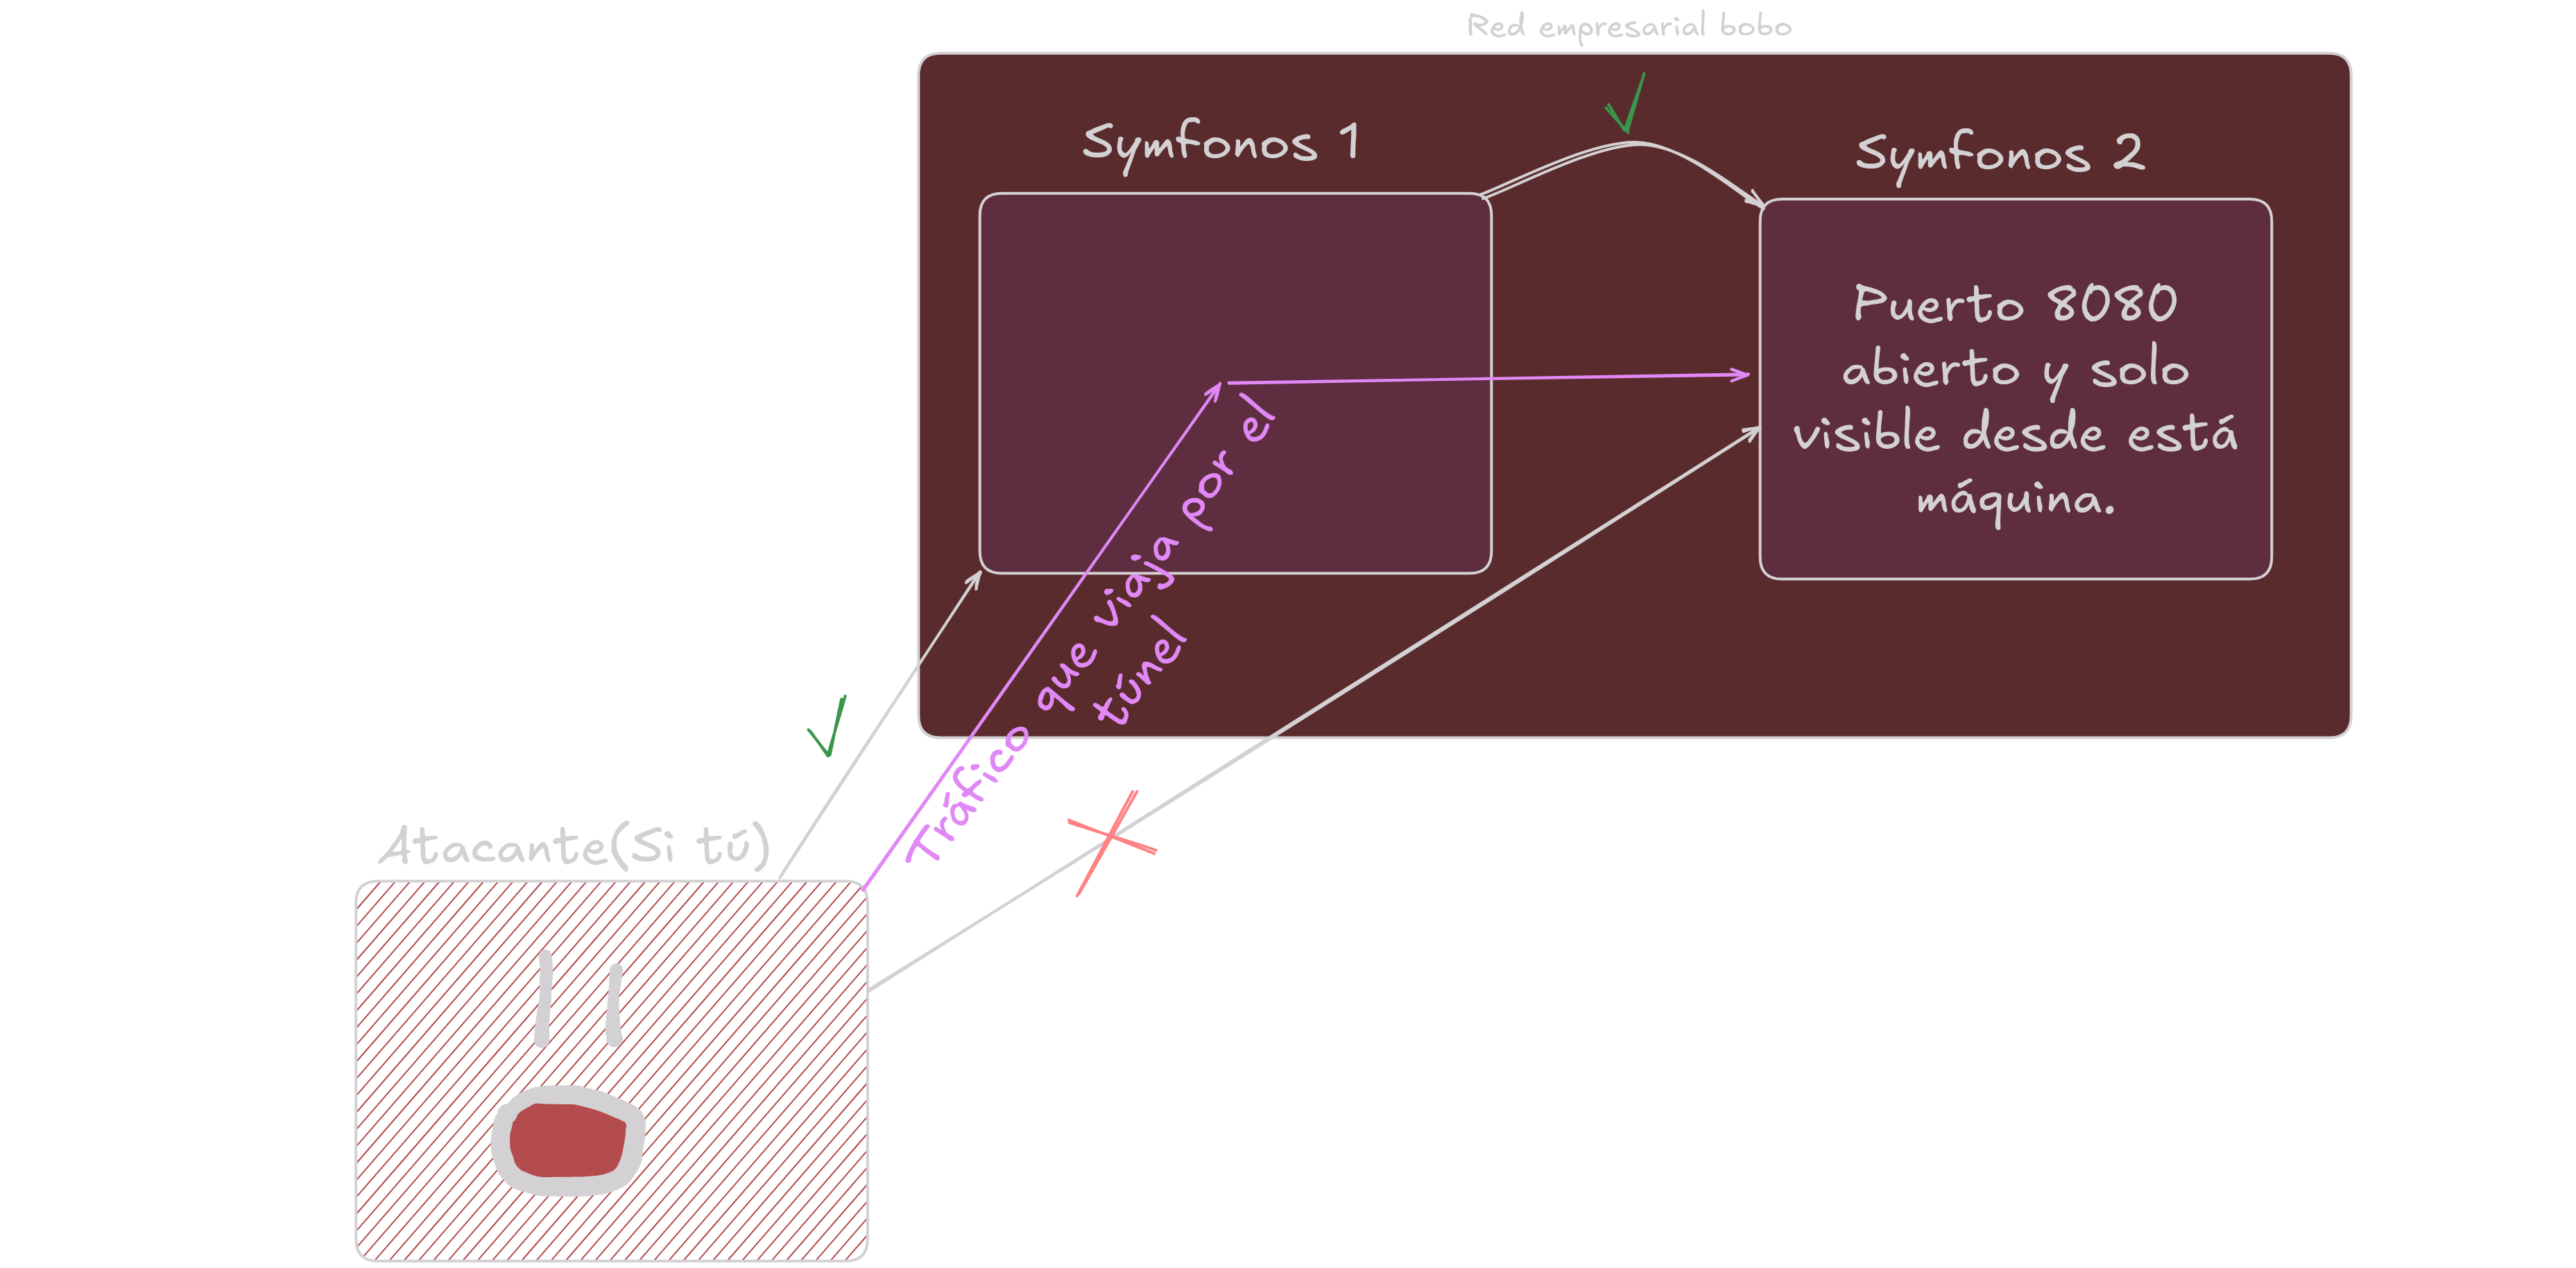 Red empresarial bobo
Symfonos 1
Symfonos 2
Puerto 8080
abierto y solo
visible desde está
máquina.
Tráfico que viaja por el
túnel
Atacante(Si tú)